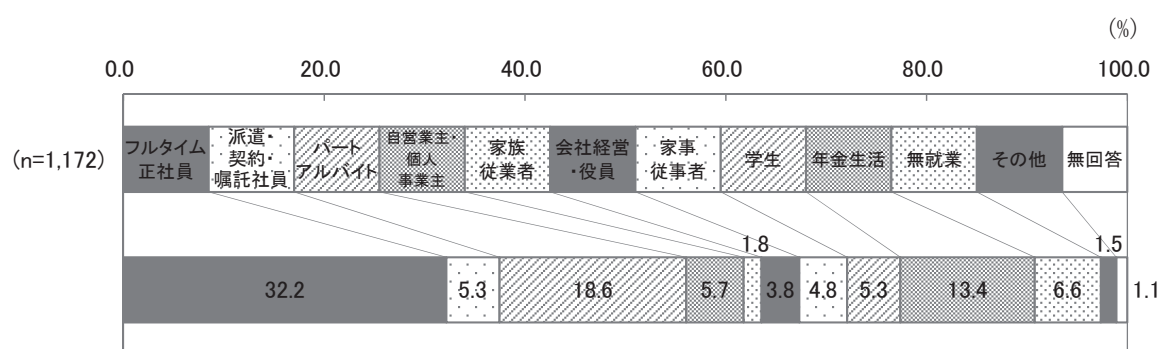 (%)
0.0 20.0 40.0 60.0 80.0 100.0
(n=1,172)
フルタイム
正社員
派遣・
契約・
嘱託社員
パート
アルバイト
自営業主・
個人
事業主
家族
従業者
会社経営
・役員
家事
従事者
学生
年金生活
無就業
その他
無回答
1.8
1.5
32.2 5.3 18.6 5.7 3.8 4.8 5.3 13.4 6.6 1.1